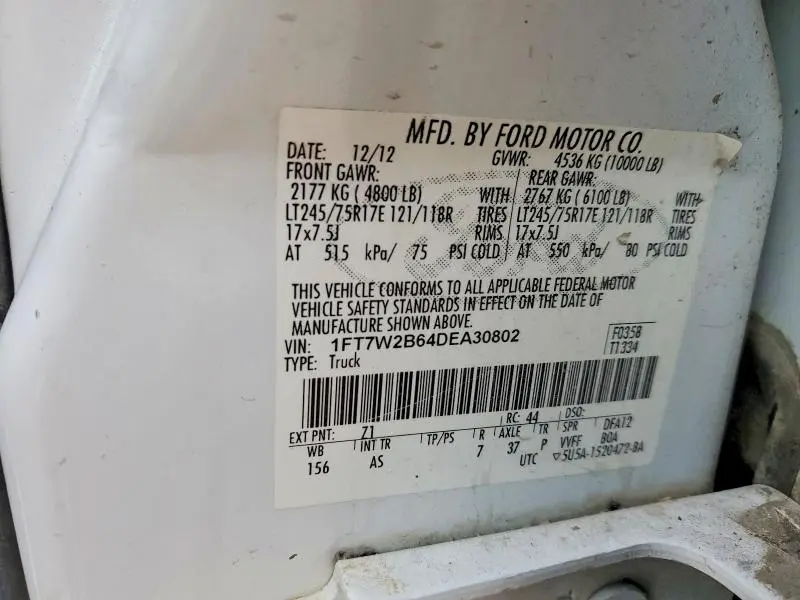 MFD. BY FORD MOTOR CO.
DATE: 12/12 GVWR: 4536 KG (10000 LB)
FRONT GAWR: REAR GAWR:
2177 KG ( 4800 LB) WITH 2767 KG ( 6100 LB) WITH
LT245/75R17E 121/118R TIRES LT245/75R17E 121/118R TIRES
17x7.5J RIMS 17x7.5J RIMS
AT 515 kPa/ 75 PSI COLD AT 550 kPa/ 80 PSI COLD
THIS VEHICLE CONFORMS TO ALL APPLICABLE FEDERAL MOTOR
VEHICLE SAFETY STANDARDS IN EFFECT ON THE DATE OF
MANUFACTURE SHOWN ABOVE.
VIN: 1FT7W2B64DEA30802 F0358
TYPE: Truck T1334
EXT PNT: Z1 RC: 44 DSO:
WB INT TR TP/PS R AXLE TR SPR DFA12
156 AS 7 37 P VVFF BOA
UTC 5U5A-1520472-BA